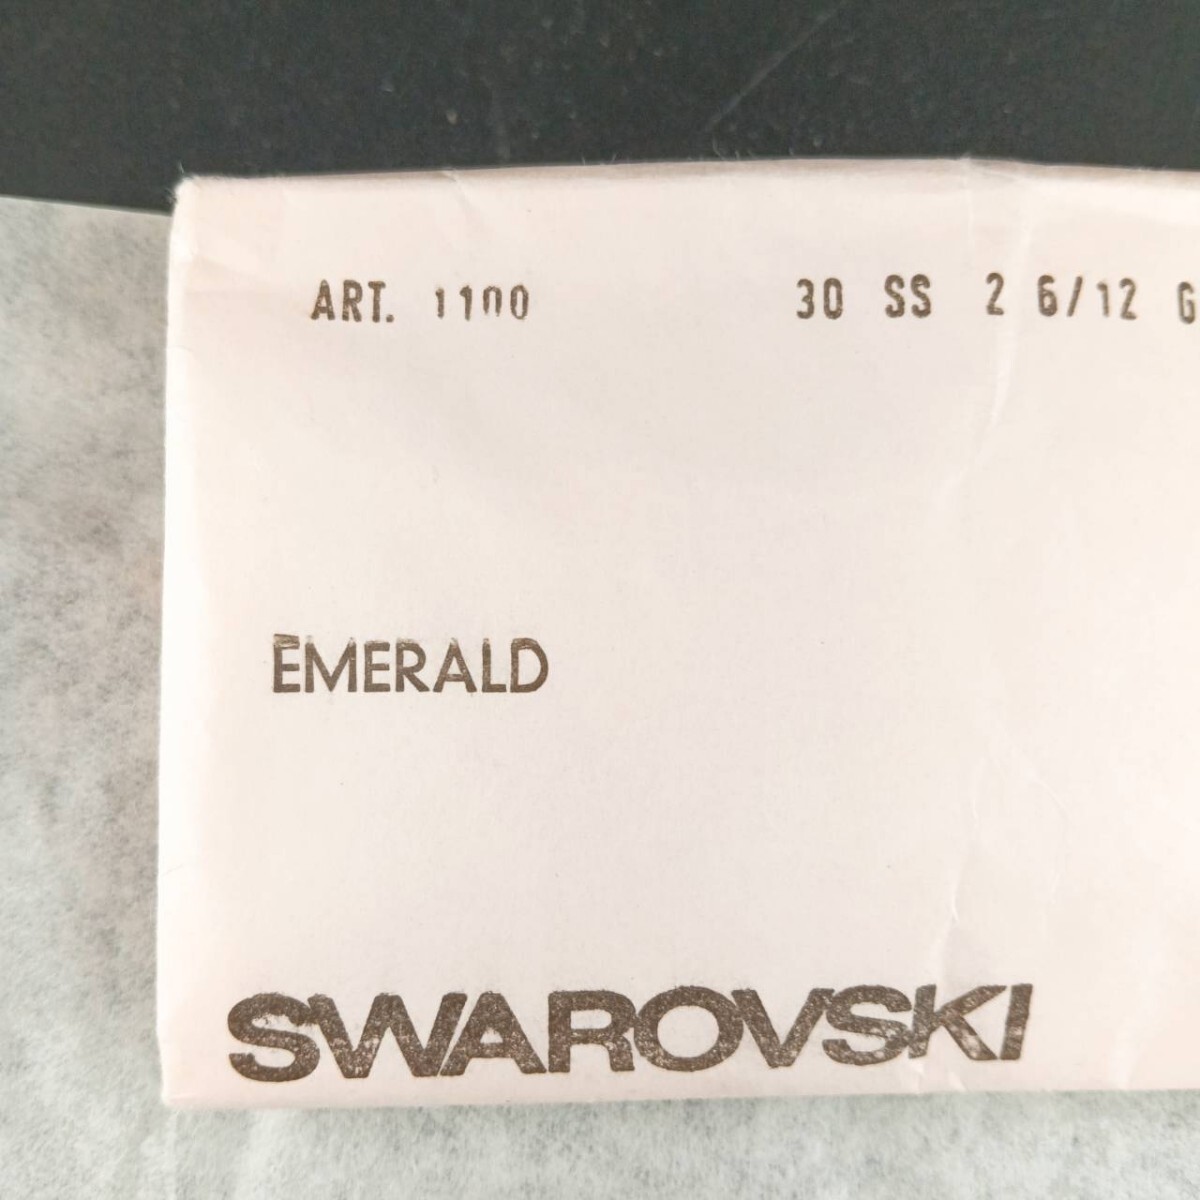 ART. 1100 30 SS 2 6/12 G
EMERALD
SWAROVSKI